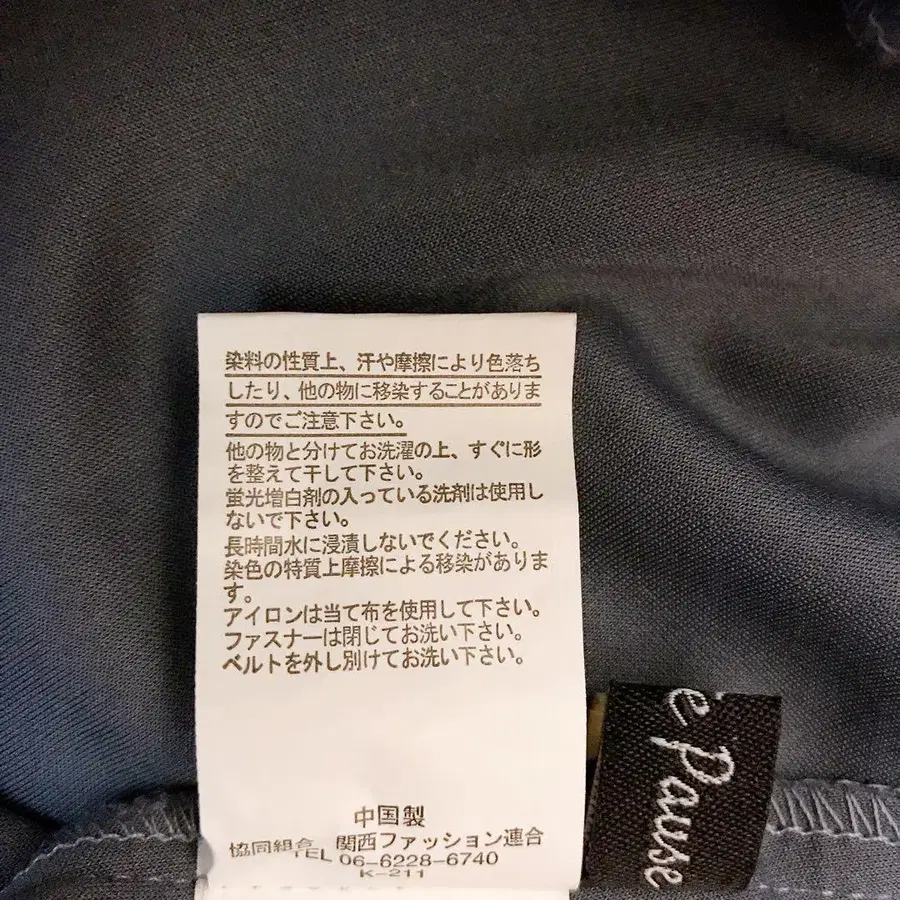 染料の性質上、汗や摩擦により色落ち
したり、他の物に移染することがありま
すのでご注意下さい。
他の物と分けてお洗濯の上、すぐに形
を整えて干して下さい。
蛍光増白剤の入っている洗剤は使用し
ないで下さい。
長時間水に浸漬しないでください。
染色の特質上摩擦による移染がありま
す。
アイロンは当て布を使用して下さい。
ファスナーは閉じてお洗い下さい。
ベルトを外し別けてお洗い下さい。
中国製
協同組合 関西ファッション連合
TEL 06-6228-6740
K-211
Pause